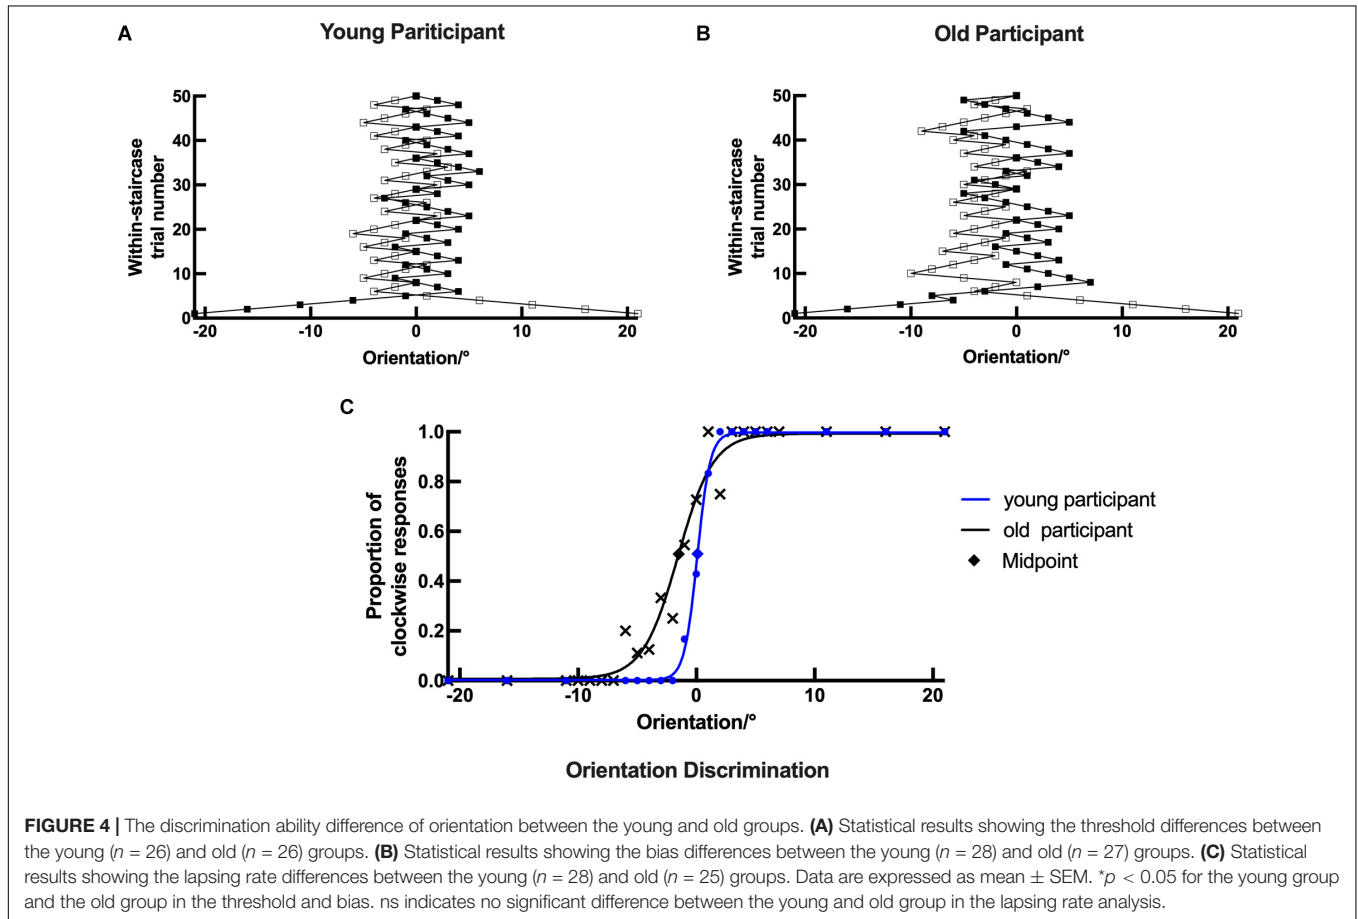 A
Young Pariticipant
B
Old Participant
50
40
30
20
10
0
Within-staircase
trial number
-20
-10
0
10
20
Orientation/°
50
40
30
20
10
0
Within-staircase
trial number
-20
-10
0
10
20
Orientation/°
C
1.0
0.8
0.6
0.4
0.2
0.0
Proportion of
clockwise responses
-20
-10
0
10
20
Orientation/°
young participant
old participant
Midpoint
Orientation Discrimination
FIGURE 4 | The discrimination ability difference of orientation between the young and old groups. (A) Statistical results showing the threshold differences between
the young (n = 26) and old (n = 26) groups. (B) Statistical results showing the bias differences between the young (n = 28) and old (n = 27) groups. (C) Statistical
results showing the lapsing rate differences between the young (n = 28) and old (n = 25) groups. Data are expressed as mean ± SEM. *p < 0.05 for the young group
and the old group in the threshold and bias. ns indicates no significant difference between the young and old group in the lapsing rate analysis.